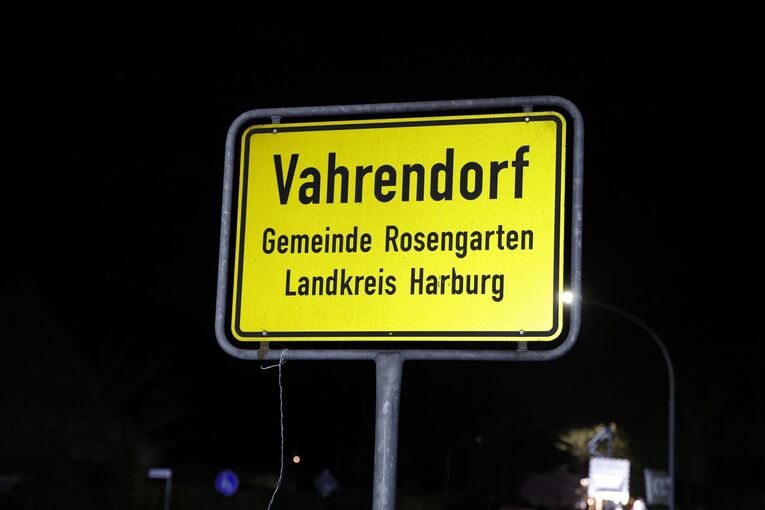 Vahrendorf
Gemeinde Rosengarten
Landkreis Harburg